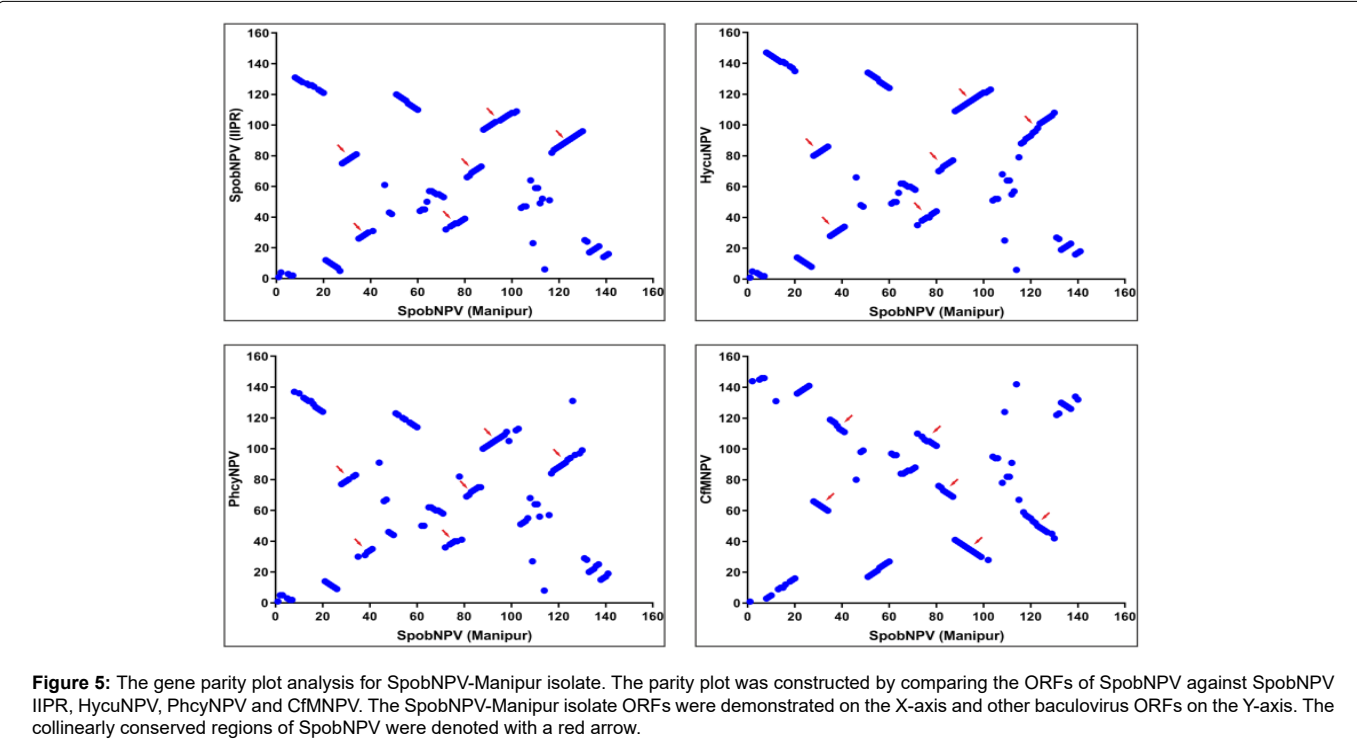 160
140
120
100
80
60
40
20
0
SpobNPV (IIPR)
0 20 40 60 80 100 120 140 160
SpobNPV (Manipur)
160
140
120
100
80
60
40
20
0
HycuNPV
0 20 40 60 80 100 120 140 160
SpobNPV (Manipur)
160
140
120
100
80
60
40
20
0
PhcyNPV
0 20 40 60 80 100 120 140 160
SpobNPV (Manipur)
160
140
120
100
80
60
40
20
0
CfMNPV
0 20 40 60 80 100 120 140 160
SpobNPV (Manipur)
Figure 5: The gene parity plot analysis for SpobNPV-Manipur isolate. The parity plot was constructed by comparing the ORFs of SpobNPV against SpobNPV
IIPR, HycuNPV, PhcyNPV and CfMNPV. The SpobNPV-Manipur isolate ORFs were demonstrated on the X-axis and other baculovirus ORFs on the Y-axis. The
collinearly conserved regions of SpobNPV were denoted with a red arrow.